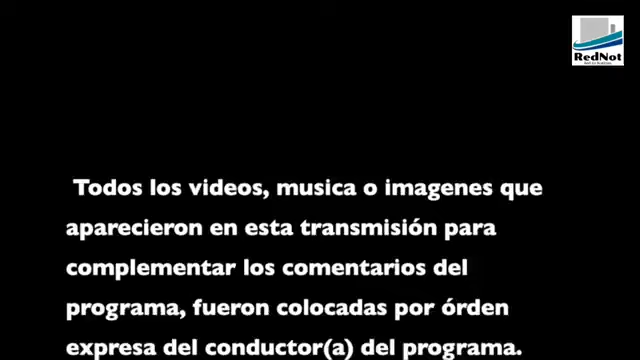 RedNot
Todos los videos, musica o imagenes que
aparecieron en esta transmisión para
complementar los comentarios del
programa, fueron colocadas por órden
expresa del conductor(a) del programa.